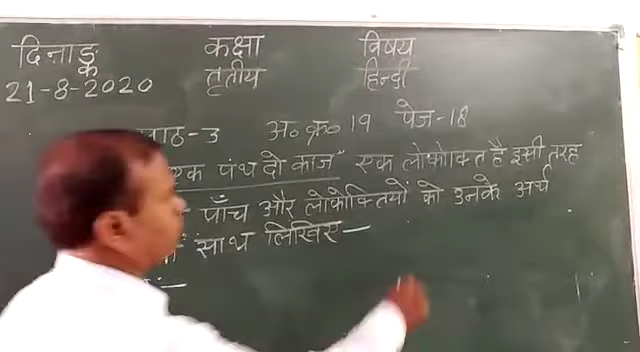 दिनाङ्क कक्षा विषय
21-8-2020 तृतीय हिन्दी
पाठ-3 अ० क्र० 19 पेज-18
एक पंथ दो काज" एक लोकोक्ति है इसी तरह
पाँच और लोकोक्तियों को उनके अर्थ
साथ लिखिए—